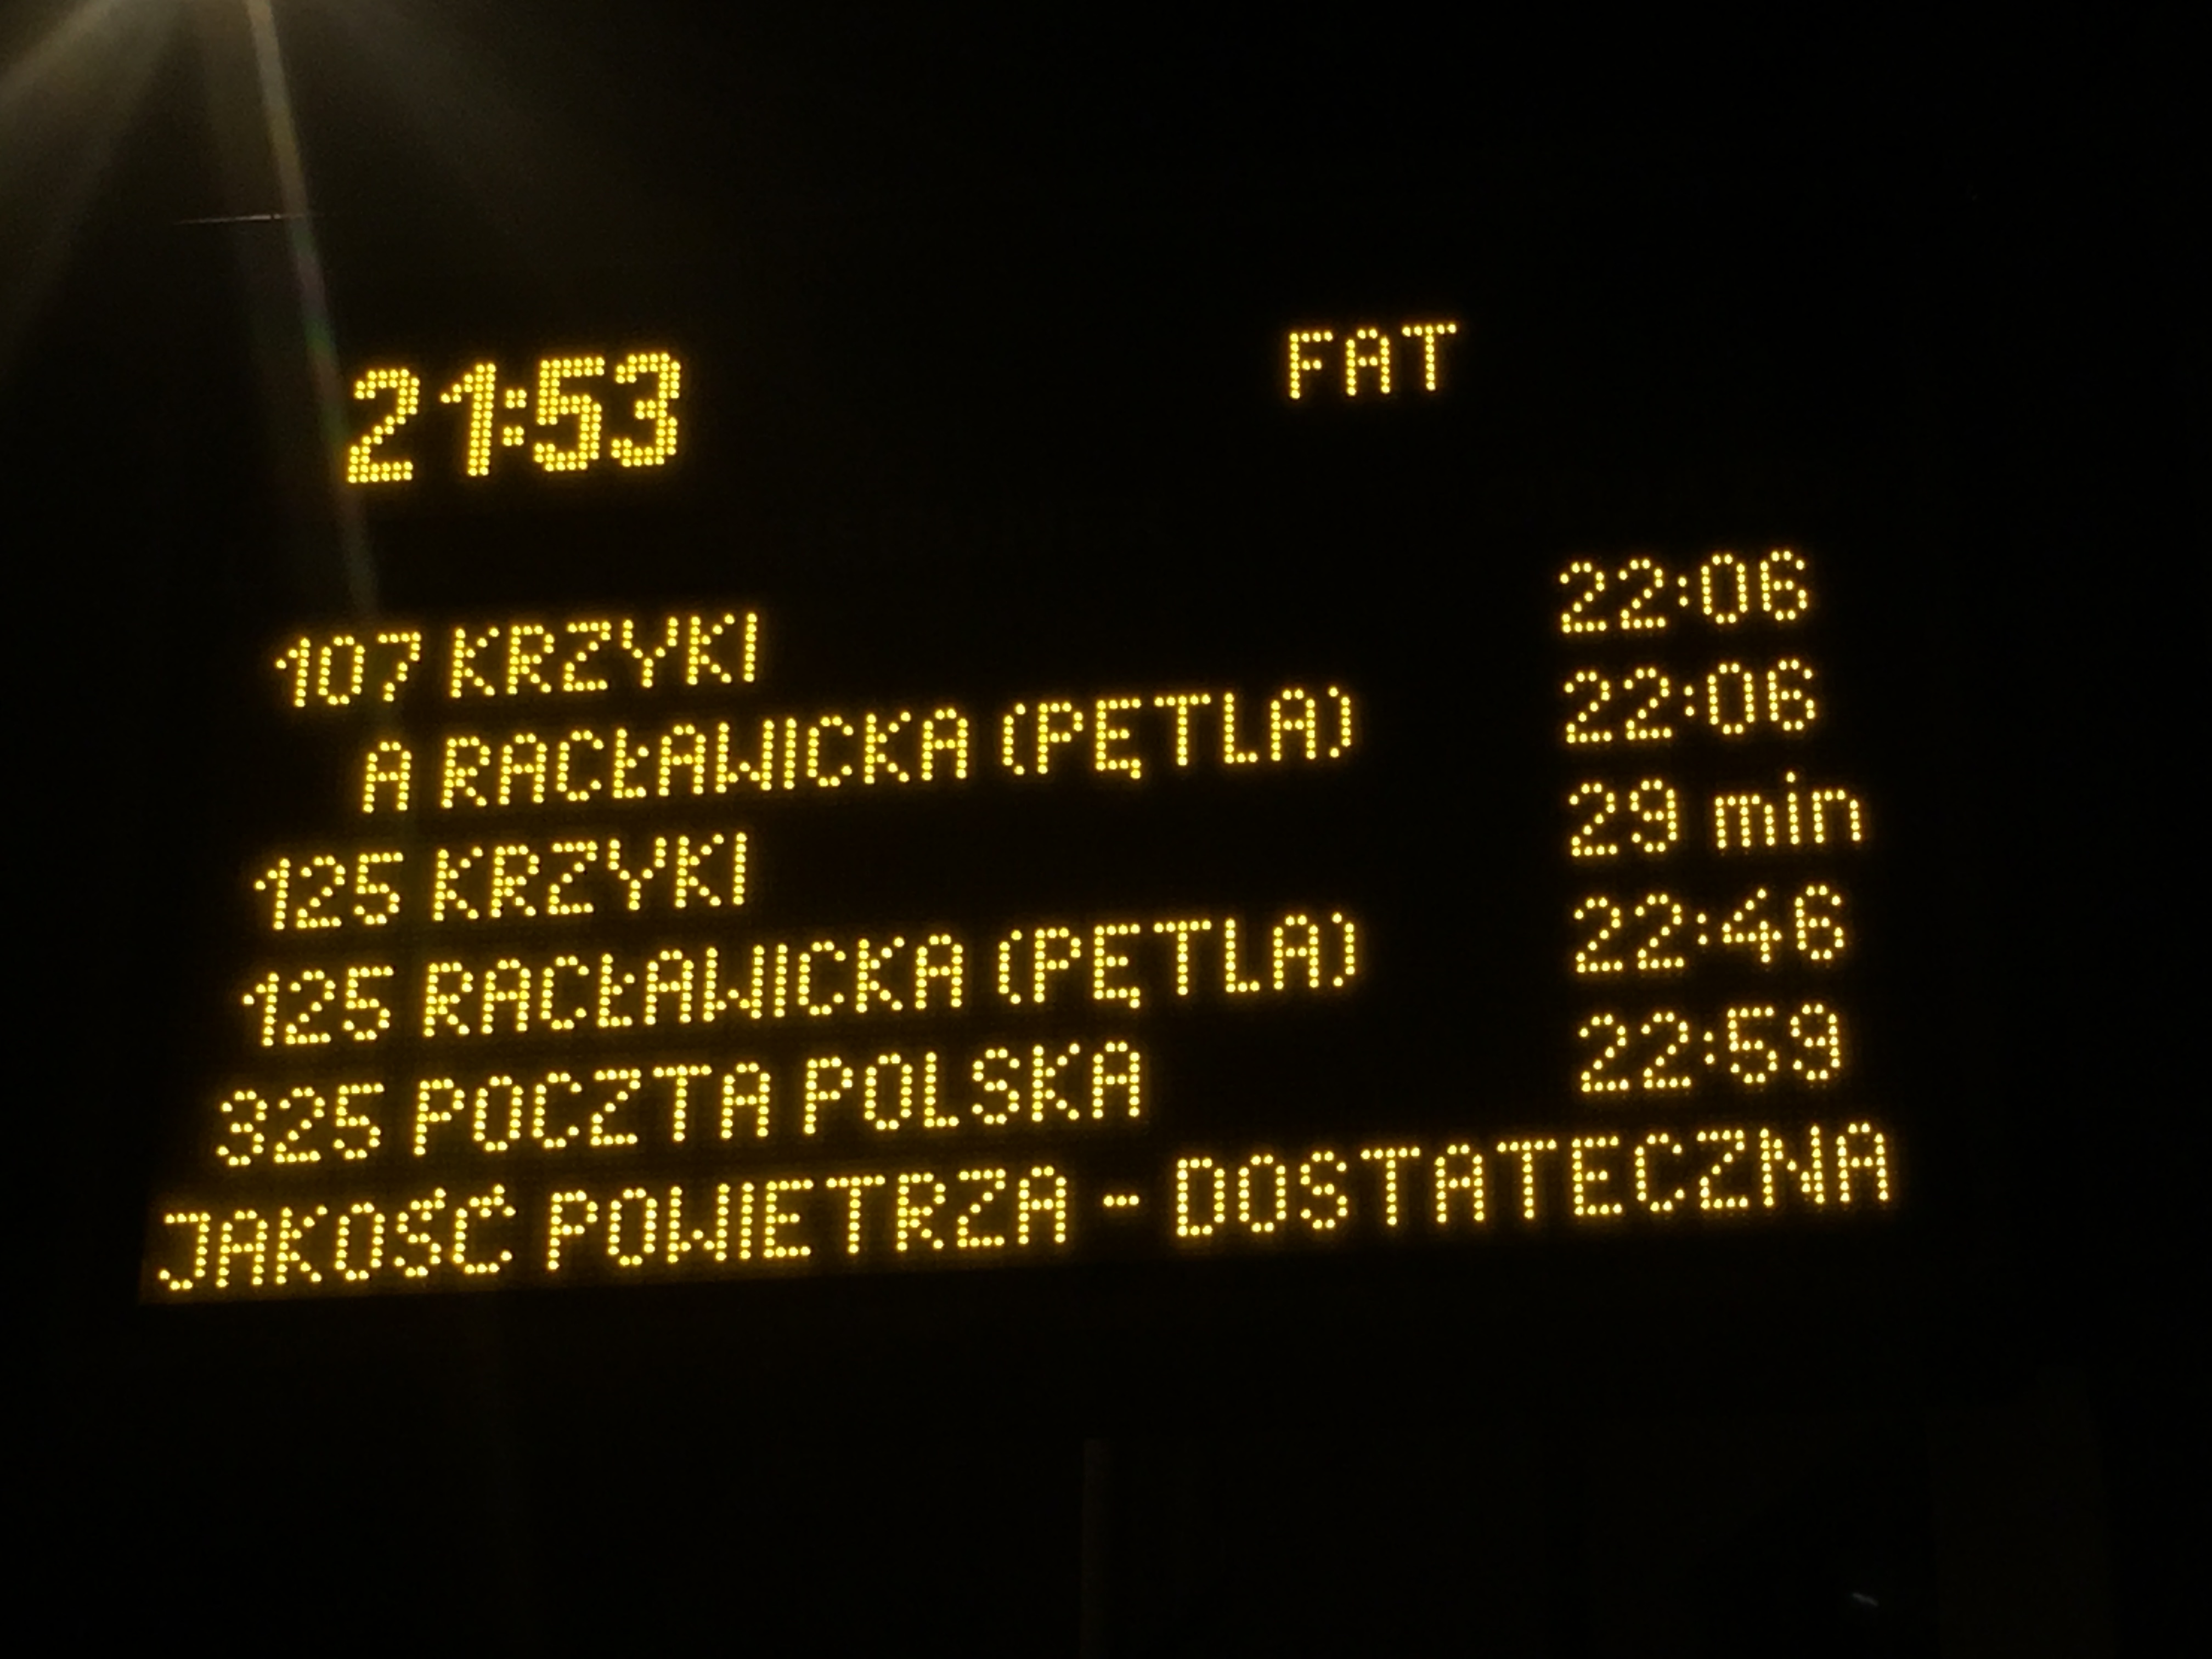 21:53 FAT
107 KRZYKI 22:06
A RACŁAWICKA (PĘTLA) 22:06
125 KRZYKI 29 min
125 RACŁAWICKA (PĘTLA) 22:46
325 POCZTA POLSKA 22:59
JAKOŚĆ POWIETRZA - DOSTATECZNA